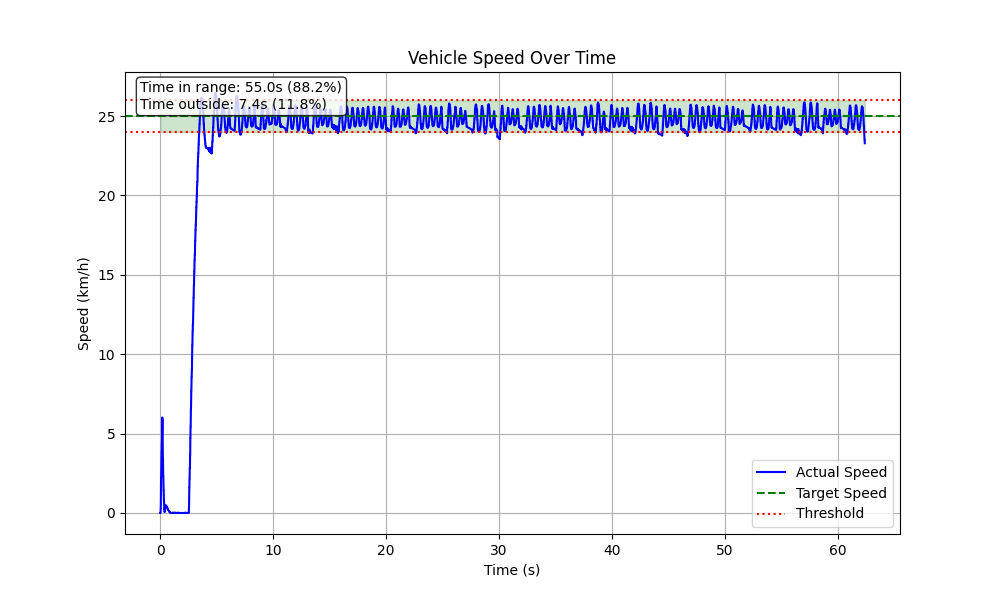 Vehicle Speed Over Time
Time in range: 55.0s (88.2%)
Time outside: 7.4s (11.8%)
25
20
15
10
5
0
Speed (km/h)
0 10 20 30 40 50 60
Time (s)
Actual Speed
Target Speed
Threshold